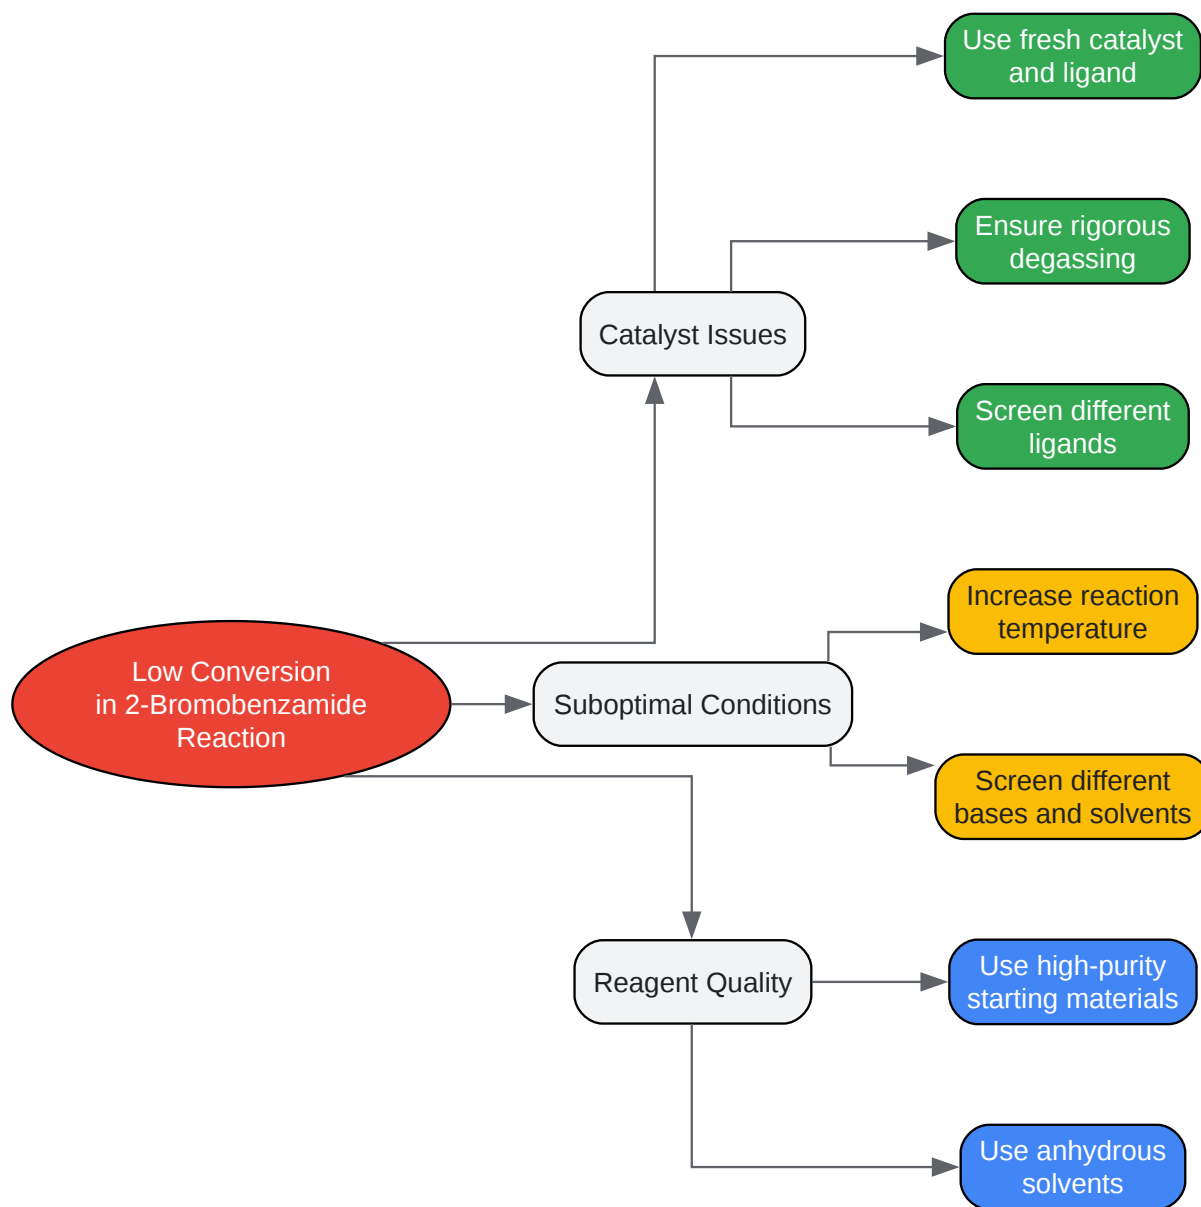 Use fresh catalyst
and ligand
Ensure rigorous
degassing
Catalyst Issues
Screen different
ligands
Increase reaction
temperature
Low Conversion
in 2-Bromobenzamide
Reaction
Suboptimal Conditions
Screen different
bases and solvents
Reagent Quality
Use high-purity
starting materials
Use anhydrous
solvents